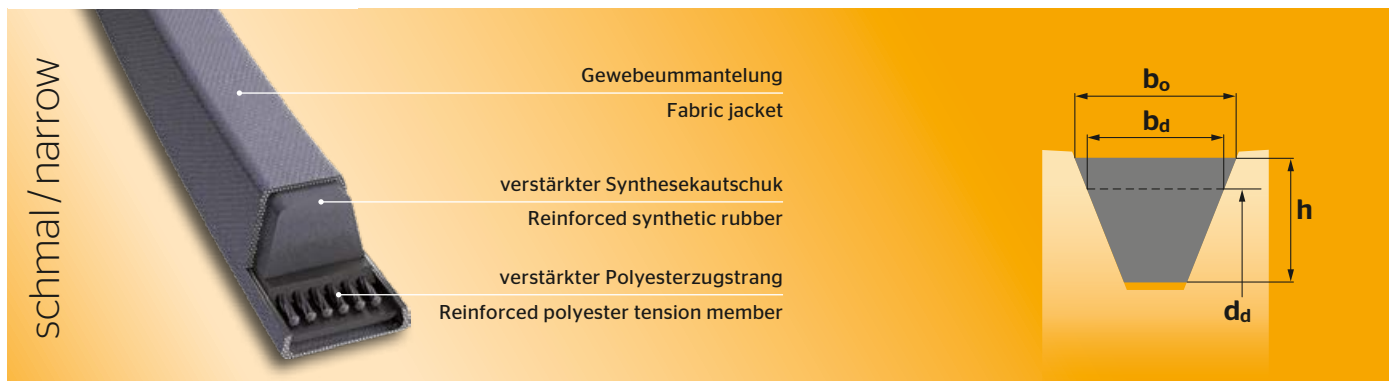 schmal / narrow
Gewebeummantelung
Fabric jacket
verstärkter Synthesekautschuk
Reinforced synthetic rubber
verstärkter Polyesterzugstrang
Reinforced polyester tension member
bo
bd
h
dd